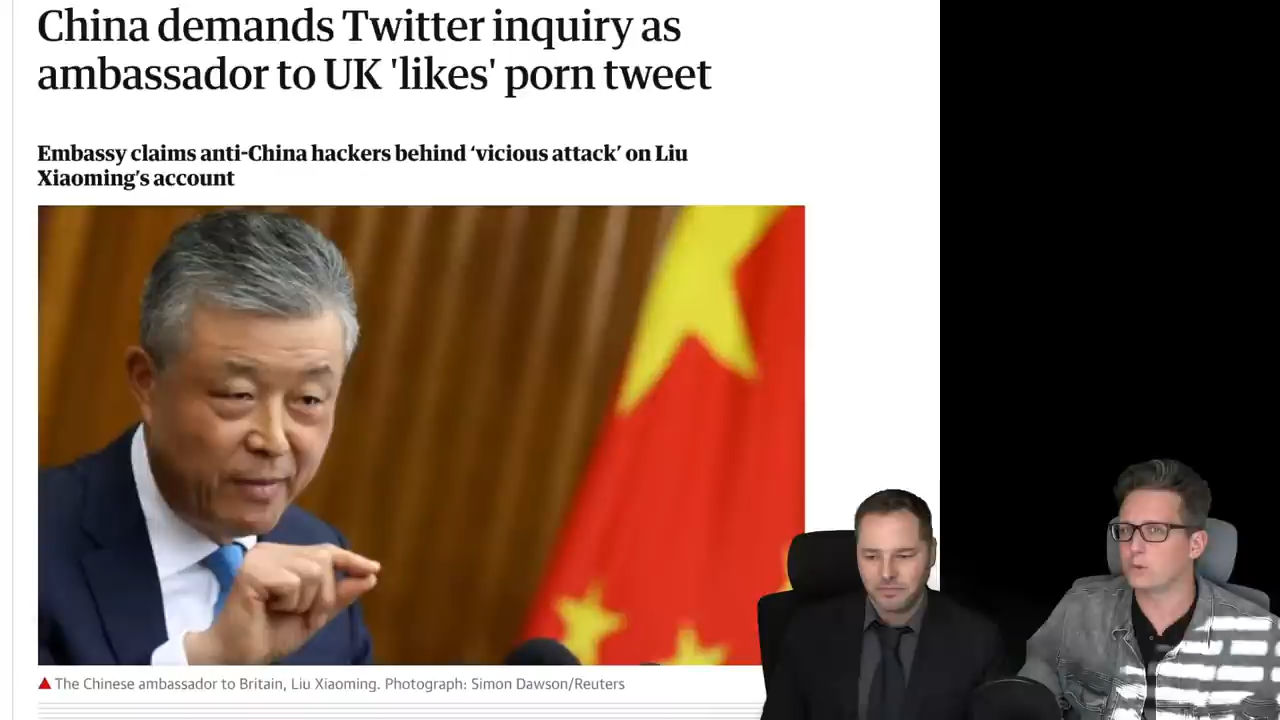 China demands Twitter inquiry as
ambassador to UK 'likes' porn tweet
Embassy claims anti-China hackers behind ‘vicious attack’ on Liu
Xiaoming’s account
The Chinese ambassador to Britain, Liu Xiaoming. Photograph: Simon Dawson/Reuters